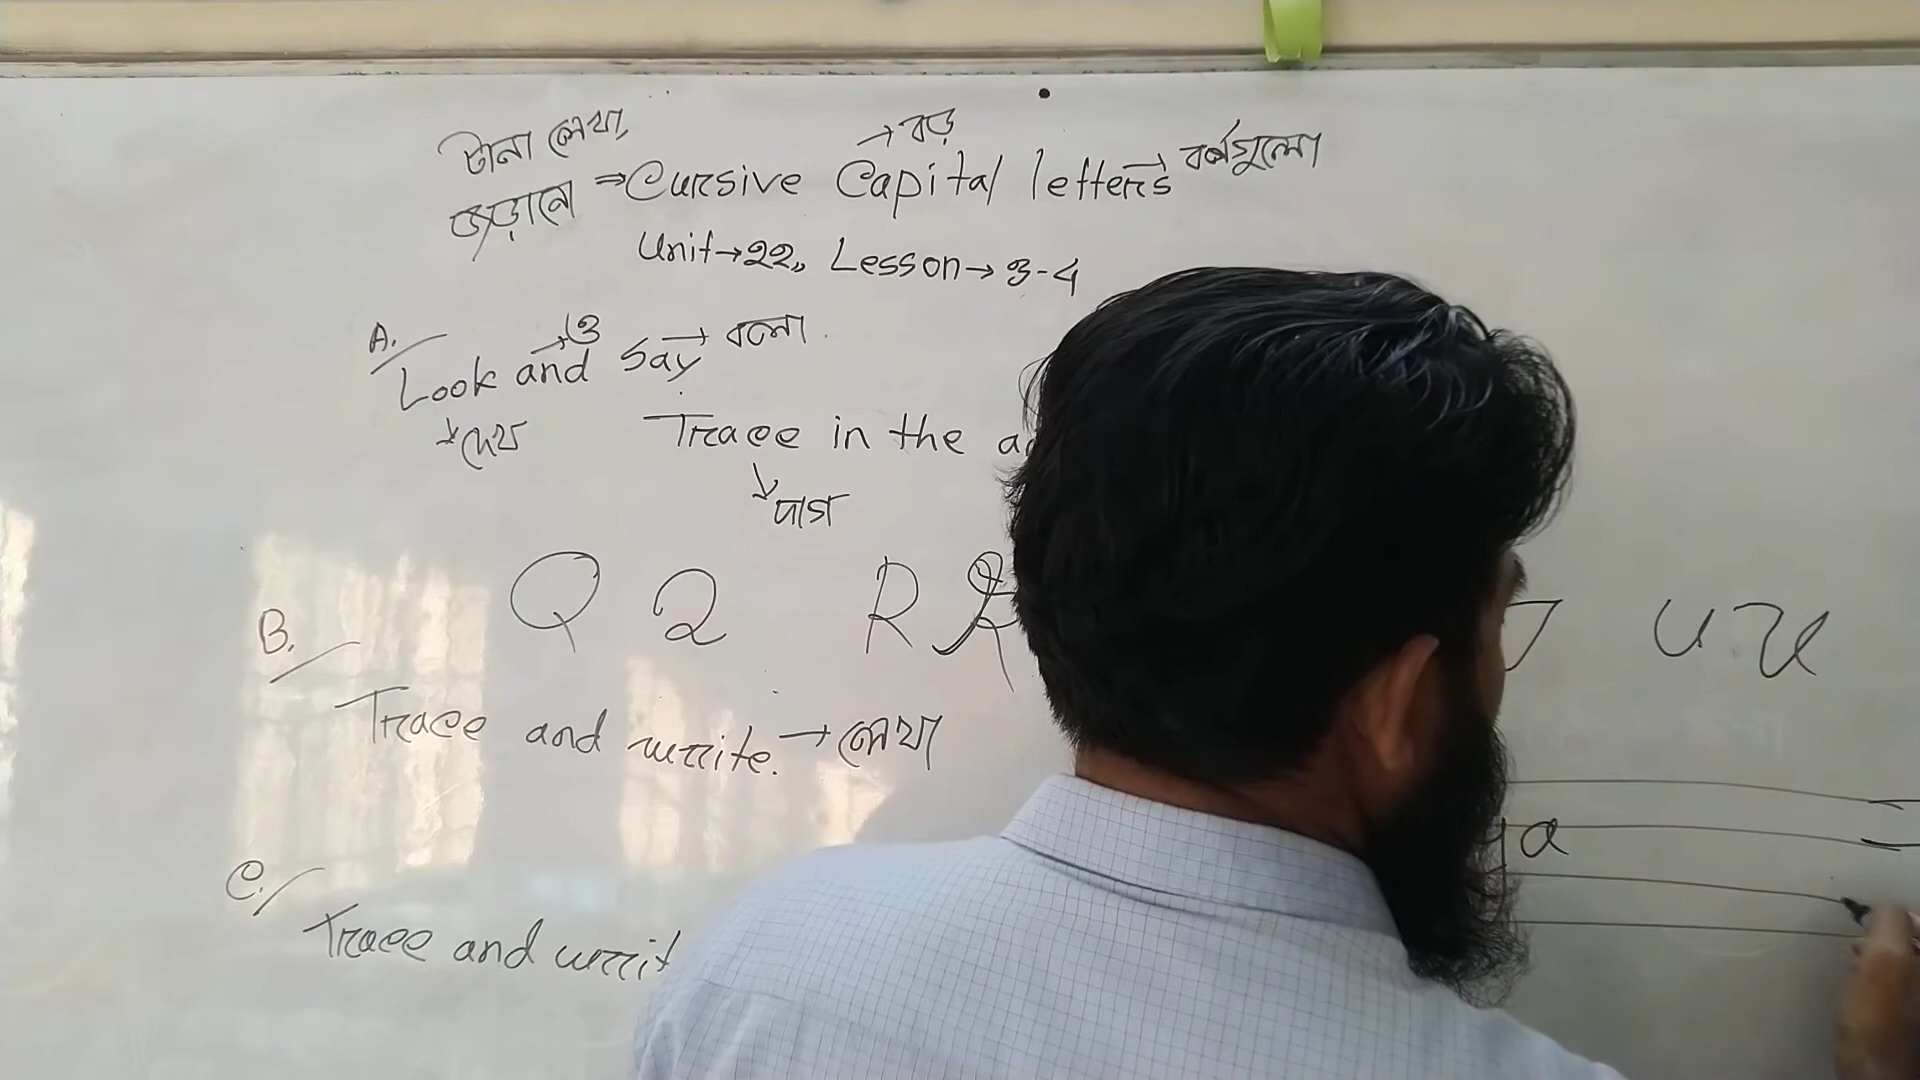 টানা লেখা, → বড়
জড়ানো ⇒ Cursive Capital letters → বর্ণগুলো
Unit → 22, Lesson → 3-4
A. → ও
Look and Say → বলো
↓ দেখ Trace in the
↓ দাগ
Q Q R R U U
B.
Trace and write. → লেখা
a
C.
Trace and writ